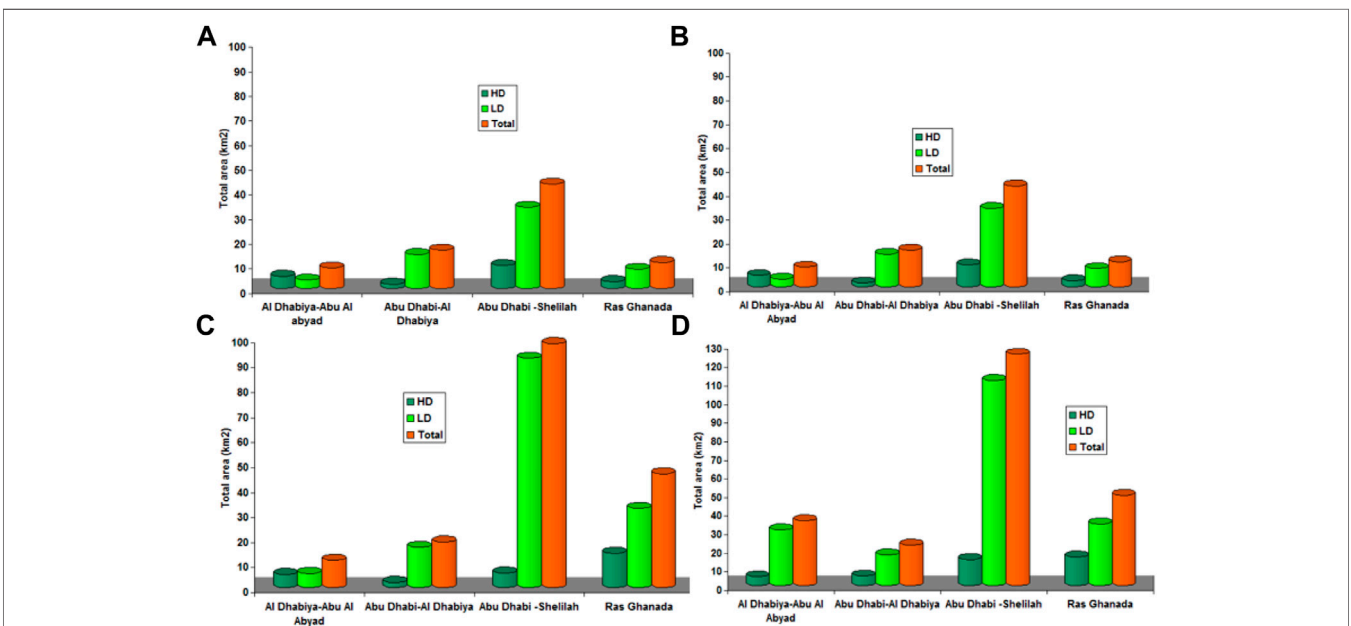 A
Total area (km2)
100
90
80
70
60
50
40
30
20
10
0
HD
LD
Total
Al Dhabiya-Abu Al
abyad
Abu Dhabi-Al
Dhabiya
Abu Dhabi -Shelilah
Ras Ghanada
B
Total area (km2)
100
90
80
70
60
50
40
30
20
10
0
HD
LD
Total
Al Dhabiya-Abu Al
Abyad
Abu Dhabi-Al Dhabiya
Abu Dhabi -Shelilah
Ras Ghanada
C
Total area (km2)
100
90
80
70
60
50
40
30
20
10
0
HD
LD
Total
Al Dhabiya-Abu Al
Abyad
Abu Dhabi-Al Dhabiya
Abu Dhabi -Shelilah
Ras Ghanada
D
Total area (km2)
130
120
110
100
90
80
70
60
50
40
30
20
10
0
HD
LD
Total
Al Dhabiya-Abu Al
Abyad
Abu Dhabi-Al Dhabiya
Abu Dhabi -Shelilah
Ras Ghanada